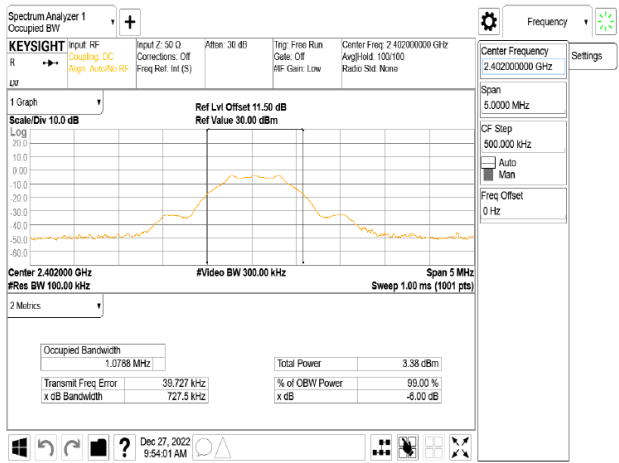 Spectrum Analyzer 1
Occupied BW
KEYSIGHT
R
LXI
Input: RF
Coupling: DC
Align: Auto/No RF
Input Z: 50 Ω
Corrections: Off
Freq Ref: Int (S)
Atten: 30 dB
Trig: Free Run
Gate: Off
#IF Gain: Low
Center Freq: 2.402000000 GHz
Avg|Hold: 100/100
Radio Std: None
1 Graph
Scale/Div 10.0 dB
Ref Lvl Offset 11.50 dB
Ref Value 30.00 dBm
Log
20.0
10.0
0.00
-10.0
-20.0
-30.0
-40.0
-50.0
-60.0
Center 2.402000 GHz
#Video BW 300.00 kHz
Span 5 MHz
#Res BW 100.00 kHz
Sweep 1.00 ms (1001 pts)
2 Metrics
Occupied Bandwidth
1.0788 MHz
Total Power 3.38 dBm
Transmit Freq Error 39.727 kHz
% of OBW Power 99.00 %
x dB Bandwidth 727.5 kHz
x dB -6.00 dB
?
Dec 27, 2022
9:54:01 AM
Frequency
Settings
Center Frequency
2.402000000 GHz
Span
5.0000 MHz
CF Step
500.000 kHz
Auto
Man
Freq Offset
0 Hz